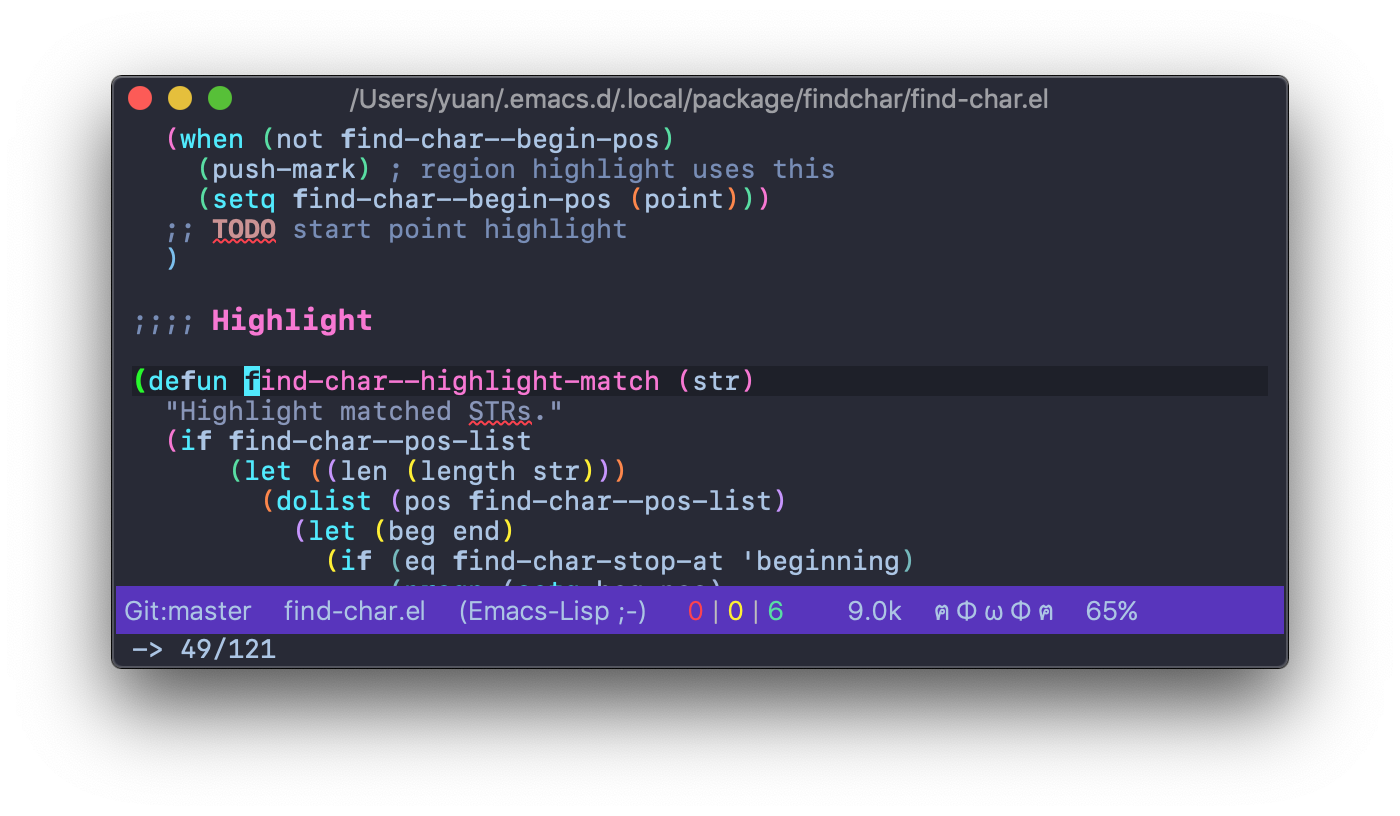 /Users/yuan/.emacs.d/.local/package/findchar/find-char.el
(when (not find-char--begin-pos)
(push-mark) ; region highlight uses this
(setq find-char--begin-pos (point)))
;; TODO start point highlight
)
;;;; Highlight
(defun find-char--highlight-match (str)
"Highlight matched STRs."
(if find-char--pos-list
(let ((len (length str)))
(dolist (pos find-char--pos-list)
(let (beg end)
(if (eq find-char-stop-at 'beginning)
Git:master find-char.el (Emacs-Lisp ;-) 0 | 0 | 6 9.0k ฅ Φ ω Φ ฅ 65%
—> 49/121